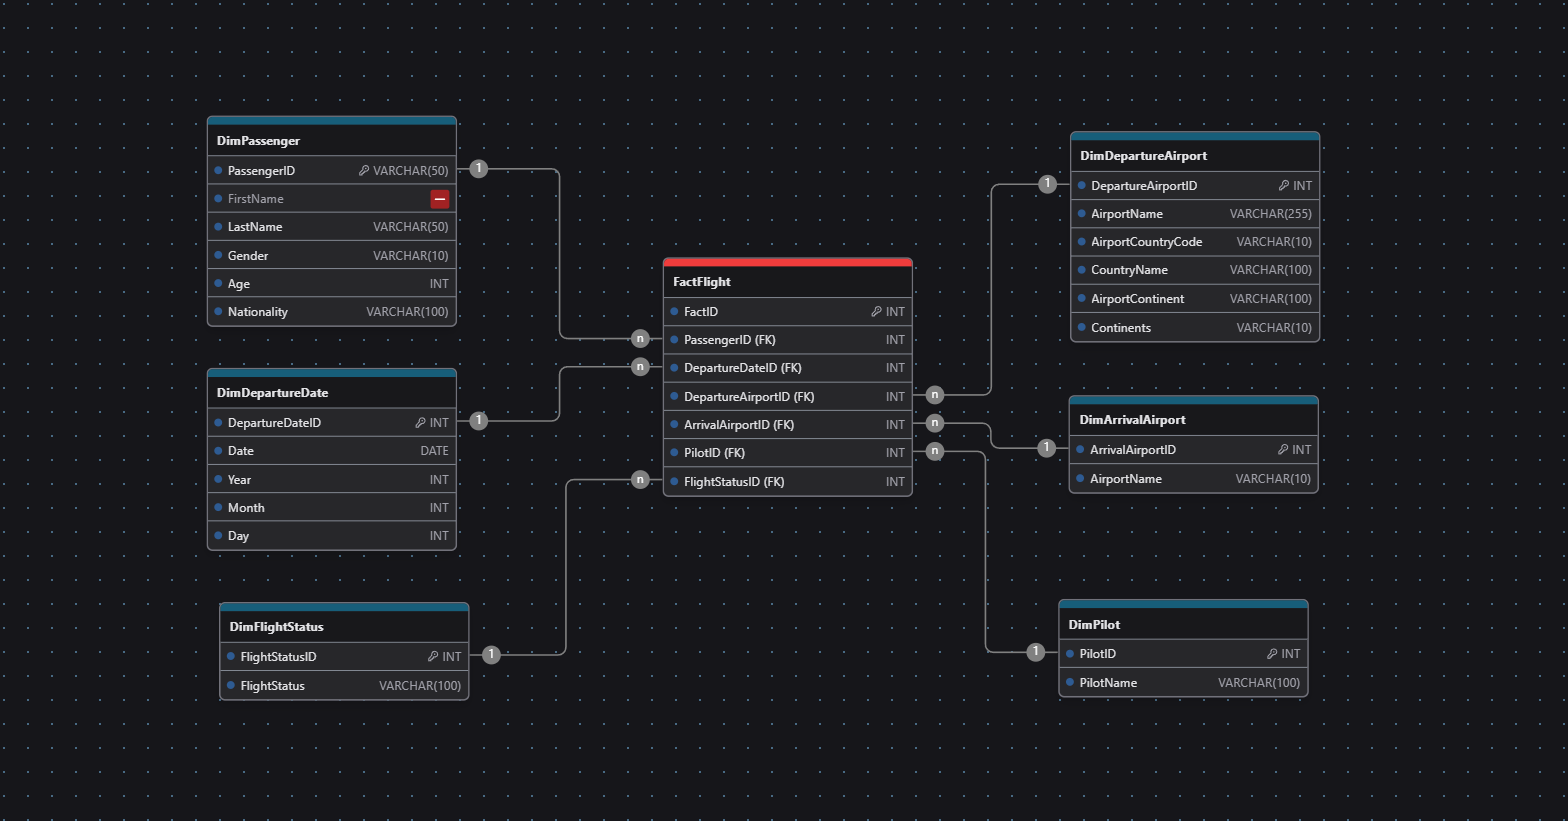 DimPassenger
PassengerID VARCHAR(50)
FirstName
LastName VARCHAR(50)
Gender VARCHAR(10)
Age INT
Nationality VARCHAR(100)
1
n
DimDepartureDate
DepartureDateID INT
Date DATE
Year INT
Month INT
Day INT
1
n
DimFlightStatus
FlightStatusID INT
FlightStatus VARCHAR(100)
1
n
FactFlight
FactID INT
PassengerID (FK) INT
DepartureDateID (FK) INT
DepartureAirportID (FK) INT
ArrivalAirportID (FK) INT
PilotID (FK) INT
FlightStatusID (FK) INT
n
n
n
1
DimDepartureAirport
DepartureAirportID INT
AirportName VARCHAR(255)
AirportCountryCode VARCHAR(10)
CountryName VARCHAR(100)
AirportContinent VARCHAR(100)
Continents VARCHAR(10)
1
DimArrivalAirport
ArrivalAirportID INT
AirportName VARCHAR(10)
1
DimPilot
PilotID INT
PilotName VARCHAR(100)